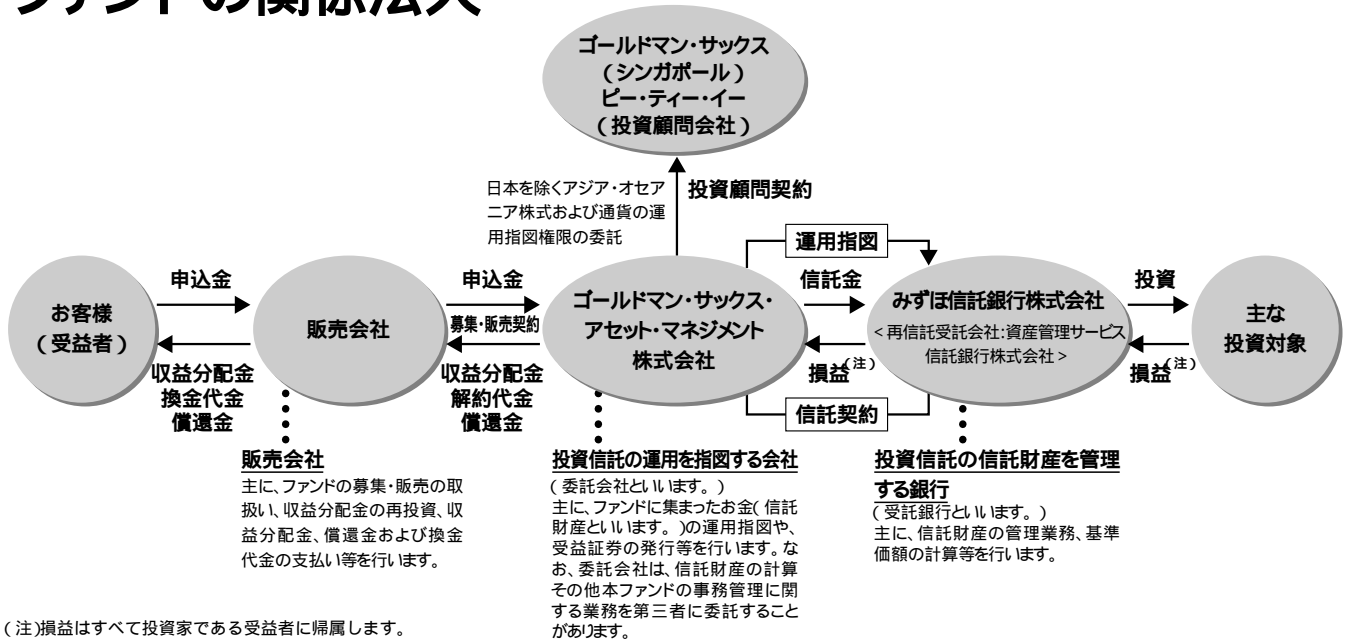 ファンドの関係法人
ゴールドマン・サックス
(シンガポール)
ピー・ティー・イー
(投資顧問会社)
日本を除くアジア・オセア
ニア株式および通貨の運
用指図権限の委託
投資顧問契約
運用指図
お客様
(受益者)
申込金
収益分配金
換金代金
償還金
販売会社
申込金
募集・販売契約
収益分配金
解約代金
償還金
ゴールドマン・サックス・
アセット・マネジメント
株式会社
信託金
損益(注)
信託契約
みずほ信託銀行株式会社
<再信託受託会社:資産管理サービス
信託銀行株式会社>
投資
損益(注)
主な
投資対象
販売会社
主に、ファンドの募集・販売の取
扱い、収益分配金の再投資、収
益分配金、償還金および換金
代金の支払い等を行います。
投資信託の運用を指図する会社
(委託会社といいます。)
主に、ファンドに集まったお金(信託
財産といいます。)の運用指図や、
受益証券の発行等を行います。な
お、委託会社は、信託財産の計算
その他本ファンドの事務管理に関
する業務を第三者に委託すること
があります。
投資信託の信託財産を管理
する銀行
(受託銀行といいます。)
主に、信託財産の管理業務、基準
価額の計算等を行います。
(注)損益はすべて投資家である受益者に帰属します。